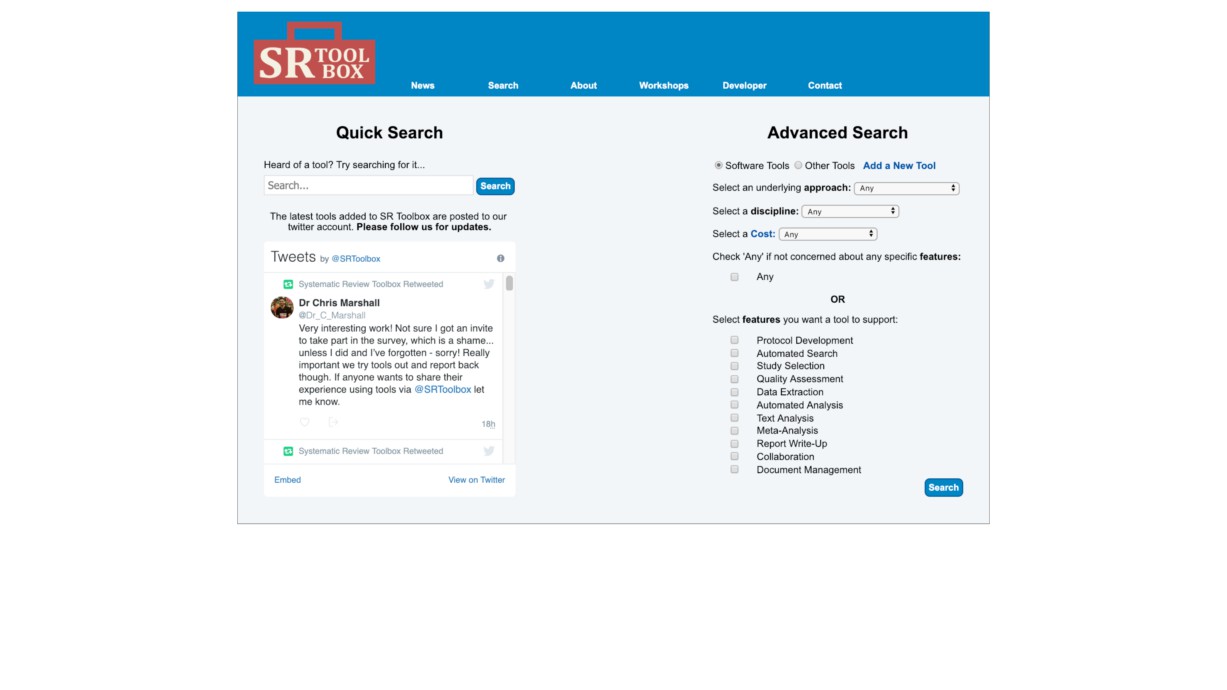 SR TOOL BOX
News Search About Workshops Developer Contact
Quick Search
Heard of a tool? Try searching for it...
Search...
Search
The latest tools added to SR Toolbox are posted to our
twitter account. Please follow us for updates.
Tweets by @SRToolbox
Systematic Review Toolbox Retweeted
Dr Chris Marshall
@Dr_C_Marshall
Very interesting work! Not sure I got an invite
to take part in the survey, which is a shame...
unless I did and I've forgotten - sorry! Really
important we try tools out and report back
though. If anyone wants to share their
experience using tools via @SRToolbox let
me know.
18h
Systematic Review Toolbox Retweeted
Embed
View on Twitter
Advanced Search
Software Tools Other Tools Add a New Tool
Select an underlying approach: Any
Select a discipline: Any
Select a Cost: Any
Check 'Any' if not concerned about any specific features:
Any
OR
Select features you want a tool to support:
Protocol Development
Automated Search
Study Selection
Quality Assessment
Data Extraction
Automated Analysis
Text Analysis
Meta-Analysis
Report Write-Up
Collaboration
Document Management
Search